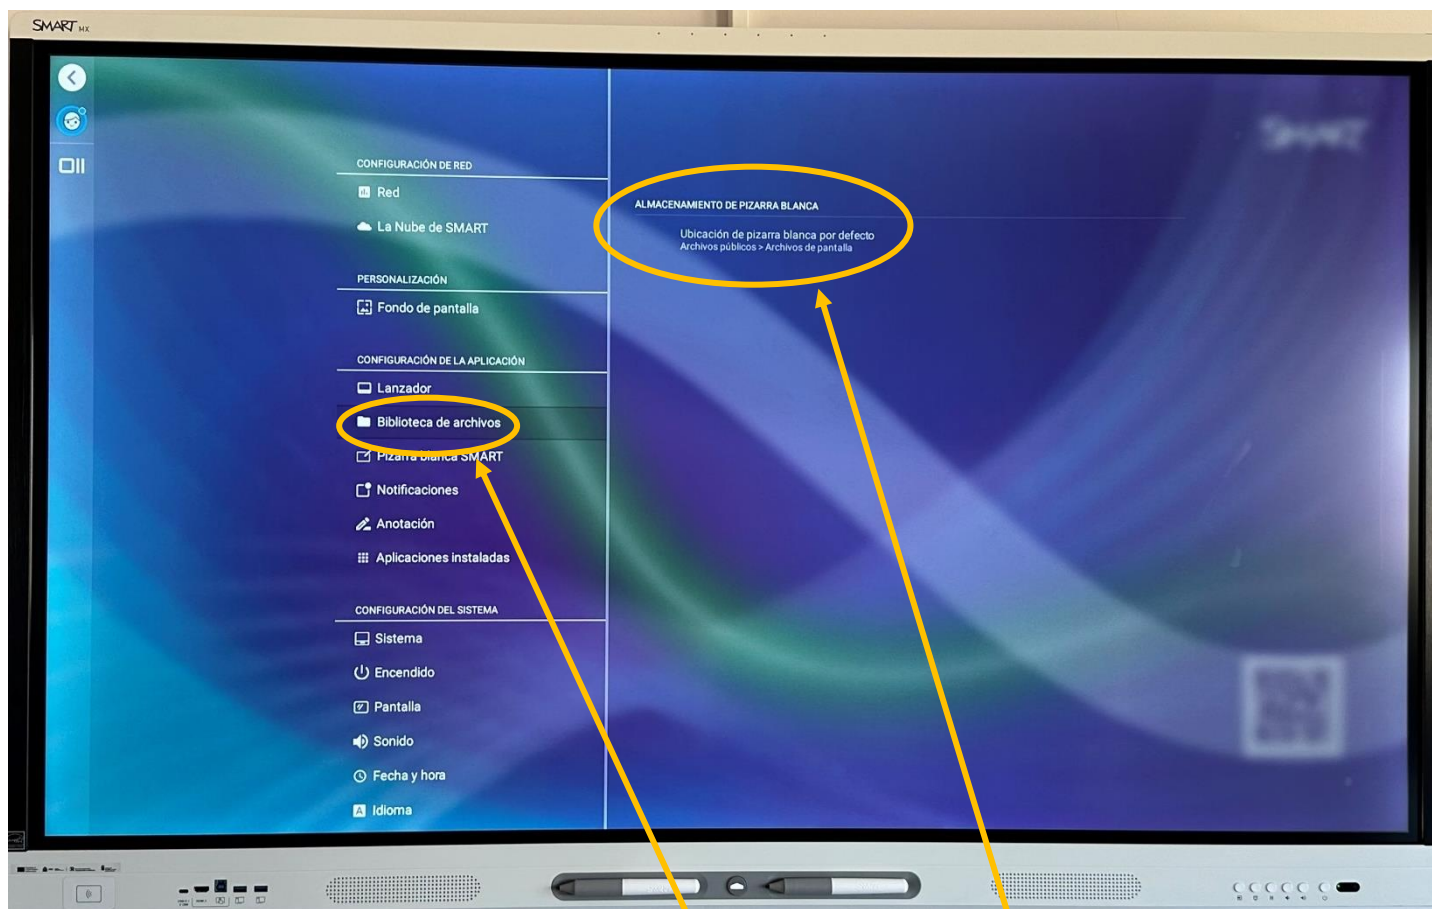 SMART MX
SMART
CONFIGURACIÓN DE RED
Red
La Nube de SMART
PERSONALIZACIÓN
Fondo de pantalla
CONFIGURACIÓN DE LA APLICACIÓN
Lanzador
Biblioteca de archivos
Pizarra blanca SMART
Notificaciones
Anotación
Aplicaciones instaladas
CONFIGURACIÓN DEL SISTEMA
Sistema
Encendido
Pantalla
Sonido
Fecha y hora
Idioma
ALMACENAMIENTO DE PIZARRA BLANCA
Ubicación de pizarra blanca por defecto
Archivos públicos > Archivos de pantalla